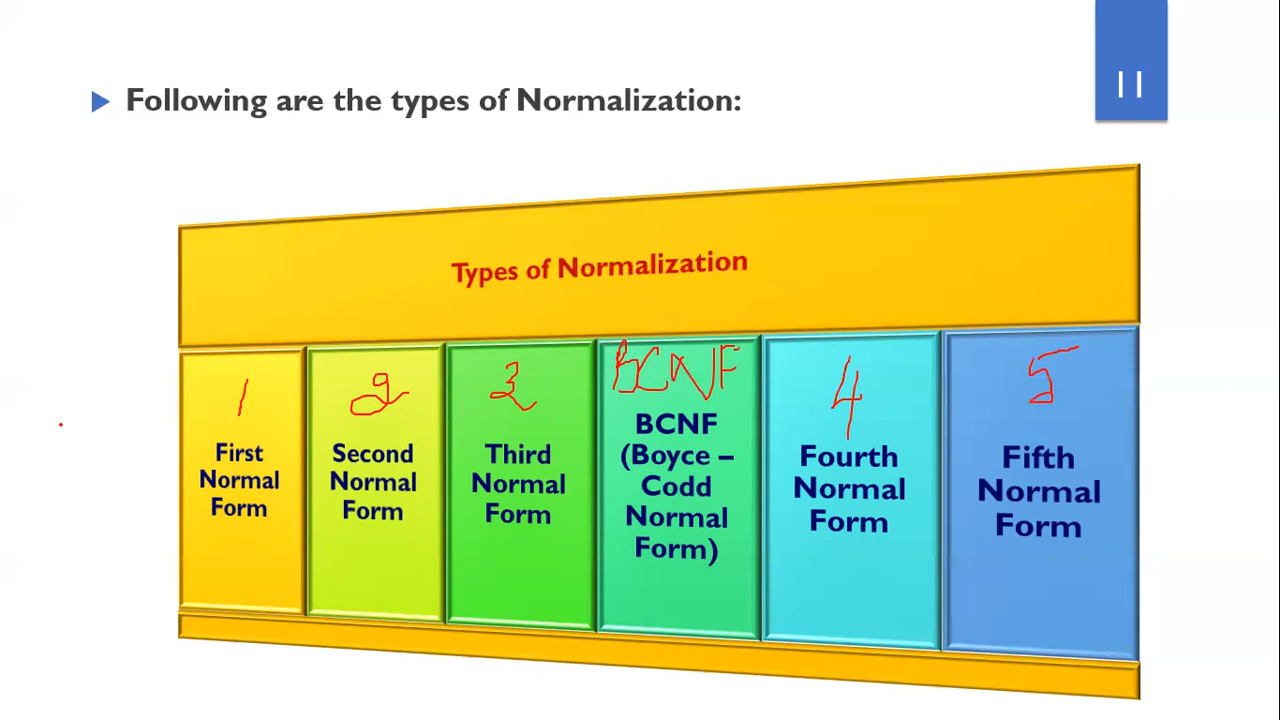 11
Following are the types of Normalization:
Types of Normalization
1
First
Normal
Form
2
Second
Normal
Form
3
Third
Normal
Form
BCNF
BCNF
(Boyce –
Codd
Normal
Form)
4
Fourth
Normal
Form
5
Fifth
Normal
Form